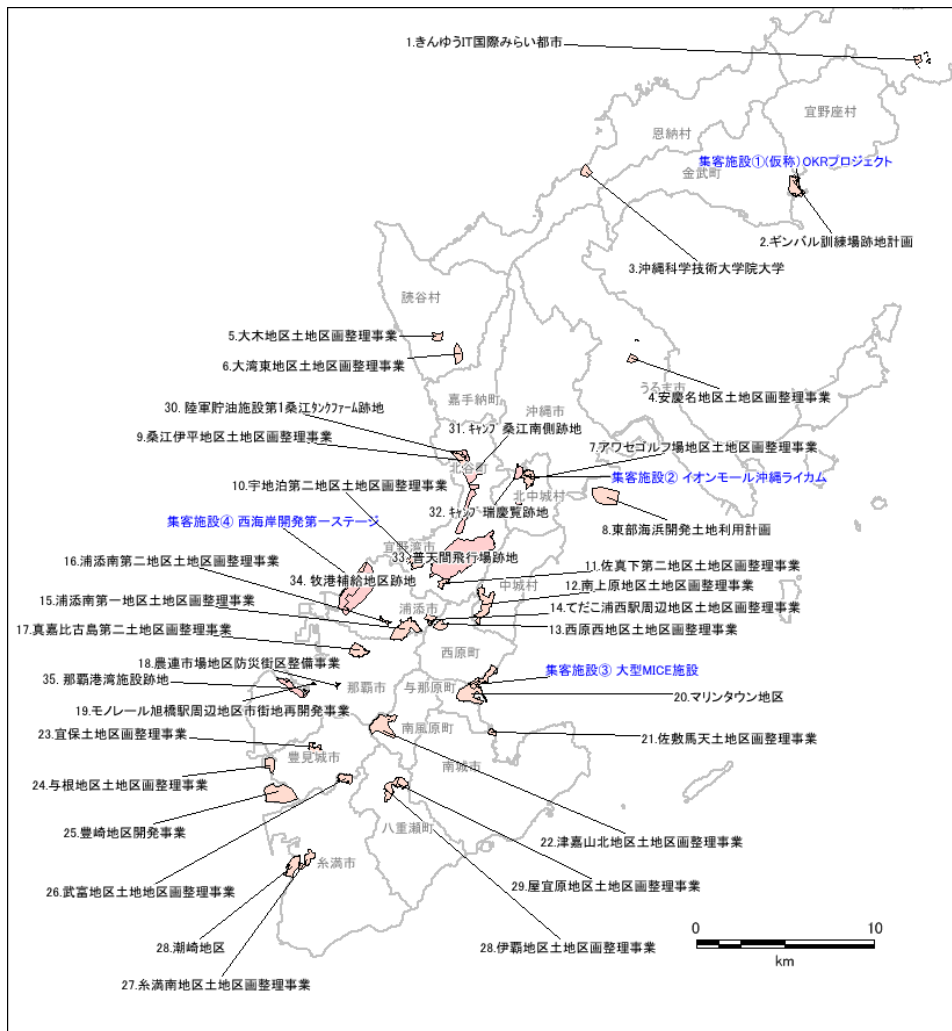 1.きんゆうIT国際みらい都市
宜野座村
恩納村
集客施設①(仮称)OKRプロジェクト
金武町
2.ギンバル訓練場跡地計画
3.沖縄科学技術大学院大学
読谷村
5.大木地区土地区画整理事業
6.大湾東地区土地区画整理事業
うるま市
4.安慶名地区土地区画整理事業
嘉手納町
沖縄市
30. 陸軍貯油施設第1桑江タンクファーム跡地
31. キャンプ 桑江南側跡地
9.桑江伊平地区土地区画整理事業
7.アワセゴルフ場地区土地区画整理事業
北谷町
集客施設② イオンモール沖縄ライカム
10.宇地泊第二地区土地区画整理事業
北中城村
32. キャンプ 瑞慶覧跡地
8.東部海浜開発土地利用計画
集客施設④ 西海岸開発第一ステージ
宜野湾市
33.普天間飛行場跡地
16.浦添南第二地区土地区画整理事業
11.佐真下第二地区土地区画整理事業
34. 牧港補給地区跡地
中城村
12.南上原地区土地区画整理事業
15.浦添南第一地区土地区画整理事業
浦添市
14.てだこ浦西駅周辺地区土地区画整理事業
17.真嘉比古島第二土地区画整理事業
13.西原西地区土地区画整理事業
西原町
18.農連市場地区防災街区整備事業
集客施設③ 大型MICE施設
35. 那覇港湾施設跡地
那覇市
与那原町
20.マリンタウン地区
19.モノレール旭橋駅周辺地区市街地再開発事業
南風原町
23.宜保土地区画整理事業
21.佐敷馬天土地区画整理事業
豊見城市
南城市
24.与根地区土地区画整理事業
25.豊崎地区開発事業
八重瀬町
22.津嘉山北地区土地区画整理事業
糸満市
26.武富地区土地地区画整理事業
29.屋宜原地区土地区画整理事業
28.潮崎地区
28.伊覇地区土地区画整理事業
27.糸満南地区土地区画整理事業
0
10
km